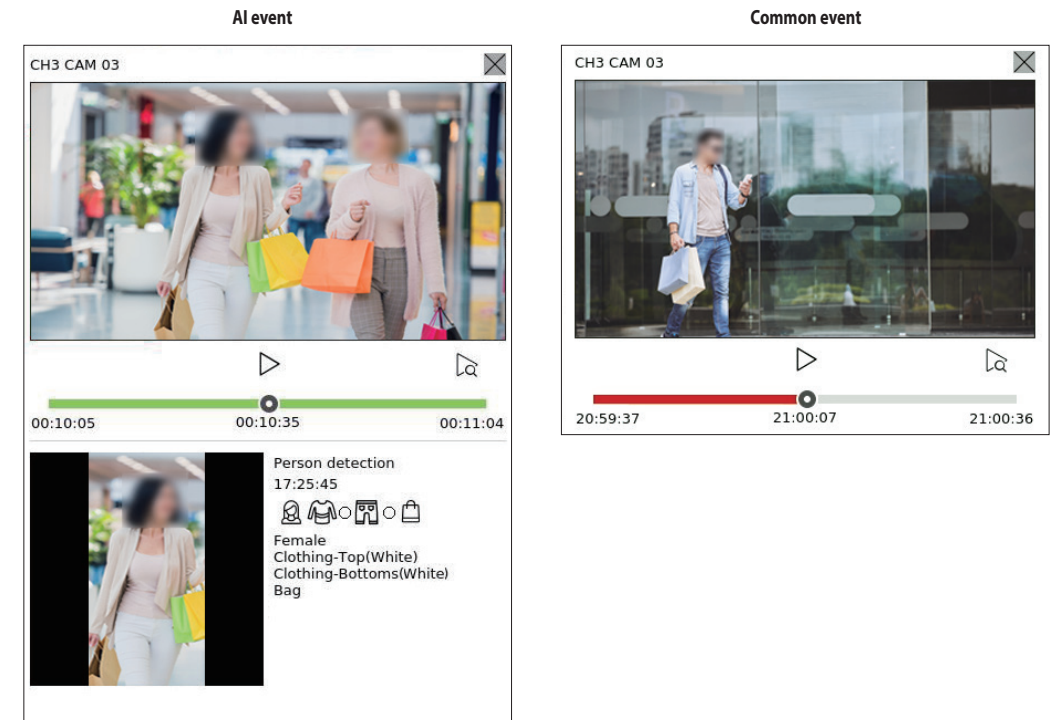 AI event
CH3 CAM 03
00:10:05
00:10:35
00:11:04
Person detection
17:25:45
Female
Clothing-Top(White)
Clothing-Bottoms(White)
Bag
Common event
CH3 CAM 03
20:59:37
21:00:07
21:00:36